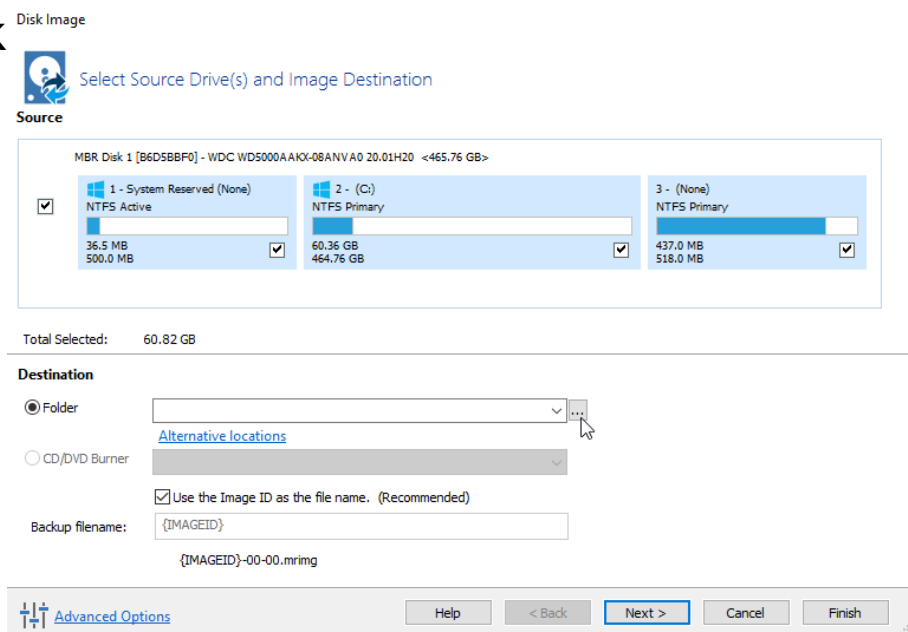 Disk Image
Select Source Drive(s) and Image Destination
Source
MBR Disk 1 [B6D5BBF0] - WDC WD5000AAKX-08ANVA0 20.01H20 <465.76 GB>
1 - System Reserved (None)
NTFS Active
36.5 MB
500.0 MB
2 - (C:)
NTFS Primary
60.36 GB
464.76 GB
3 - (None)
NTFS Primary
437.0 MB
518.0 MB
Total Selected: 60.82 GB
Destination
Folder
...
Alternative locations
CD/DVD Burner
Use the Image ID as the file name. (Recommended)
Backup filename: {IMAGEID}
{IMAGEID}-00-00.mrimg
Advanced Options Help < Back Next > Cancel Finish